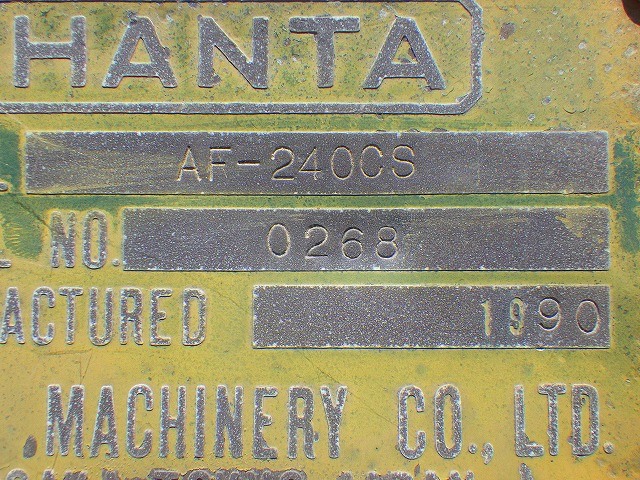 HANTA
AF-240CS
NO. 0268
ACTURED 1990
MACHINERY CO., LTD.